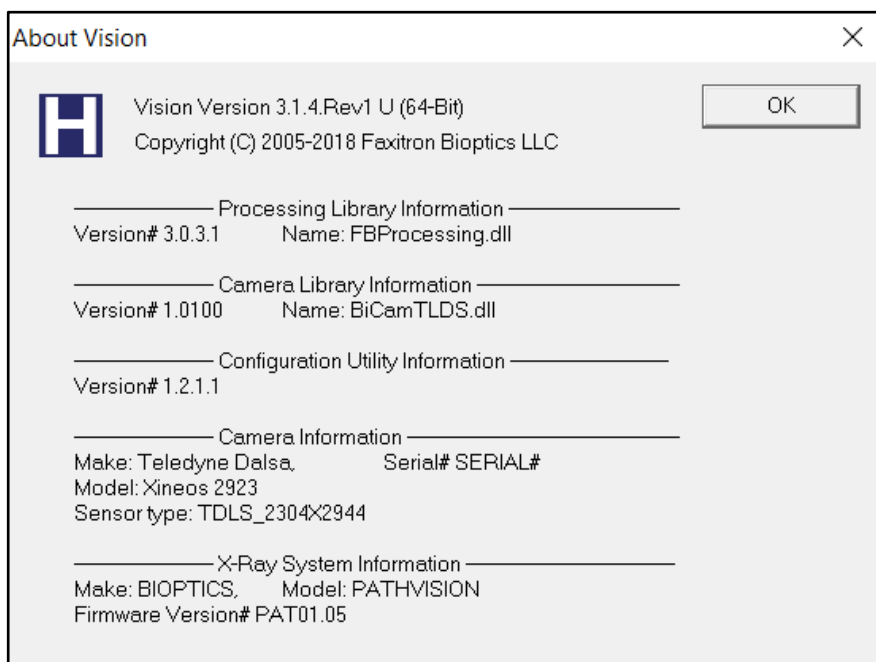 About Vision
H
Vision Version 3.1.4.Rev1 U (64-Bit)
OK
Copyright (C) 2005-2018 Faxitron Bioptics LLC
Processing Library Information
Version# 3.0.3.1 Name: FBProcessing.dll
Camera Library Information
Version# 1.0100 Name: BiCamTLDS.dll
Configuration Utility Information
Version# 1.2.1.1
Camera Information
Make: Teledyne Dalsa, Serial# SERIAL#
Model: Xineos 2923
Sensor type: TDLS_2304X2944
X-Ray System Information
Make: BIOPTICS, Model: PATHVISION
Firmware Version# PAT01.05